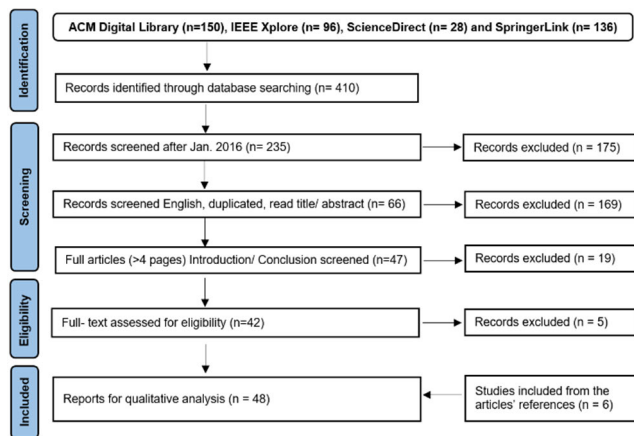 ACM Digital Library (n=150), IEEE Xplore (n= 96), ScienceDirect (n= 28) and SpringerLink (n= 136)
Identification
Records identified through database searching (n= 410)
Screening
Records screened after Jan. 2016 (n= 235)
Records excluded (n = 175)
Records screened English, duplicated, read title/ abstract (n= 66)
Records excluded (n = 169)
Full articles (>4 pages) Introduction/ Conclusion screened (n=47)
Records excluded (n = 19)
Eligibility
Full- text assessed for eligibility (n=42)
Records excluded (n = 5)
Included
Reports for qualitative analysis (n = 48)
Studies included from the
articles' references (n = 6)